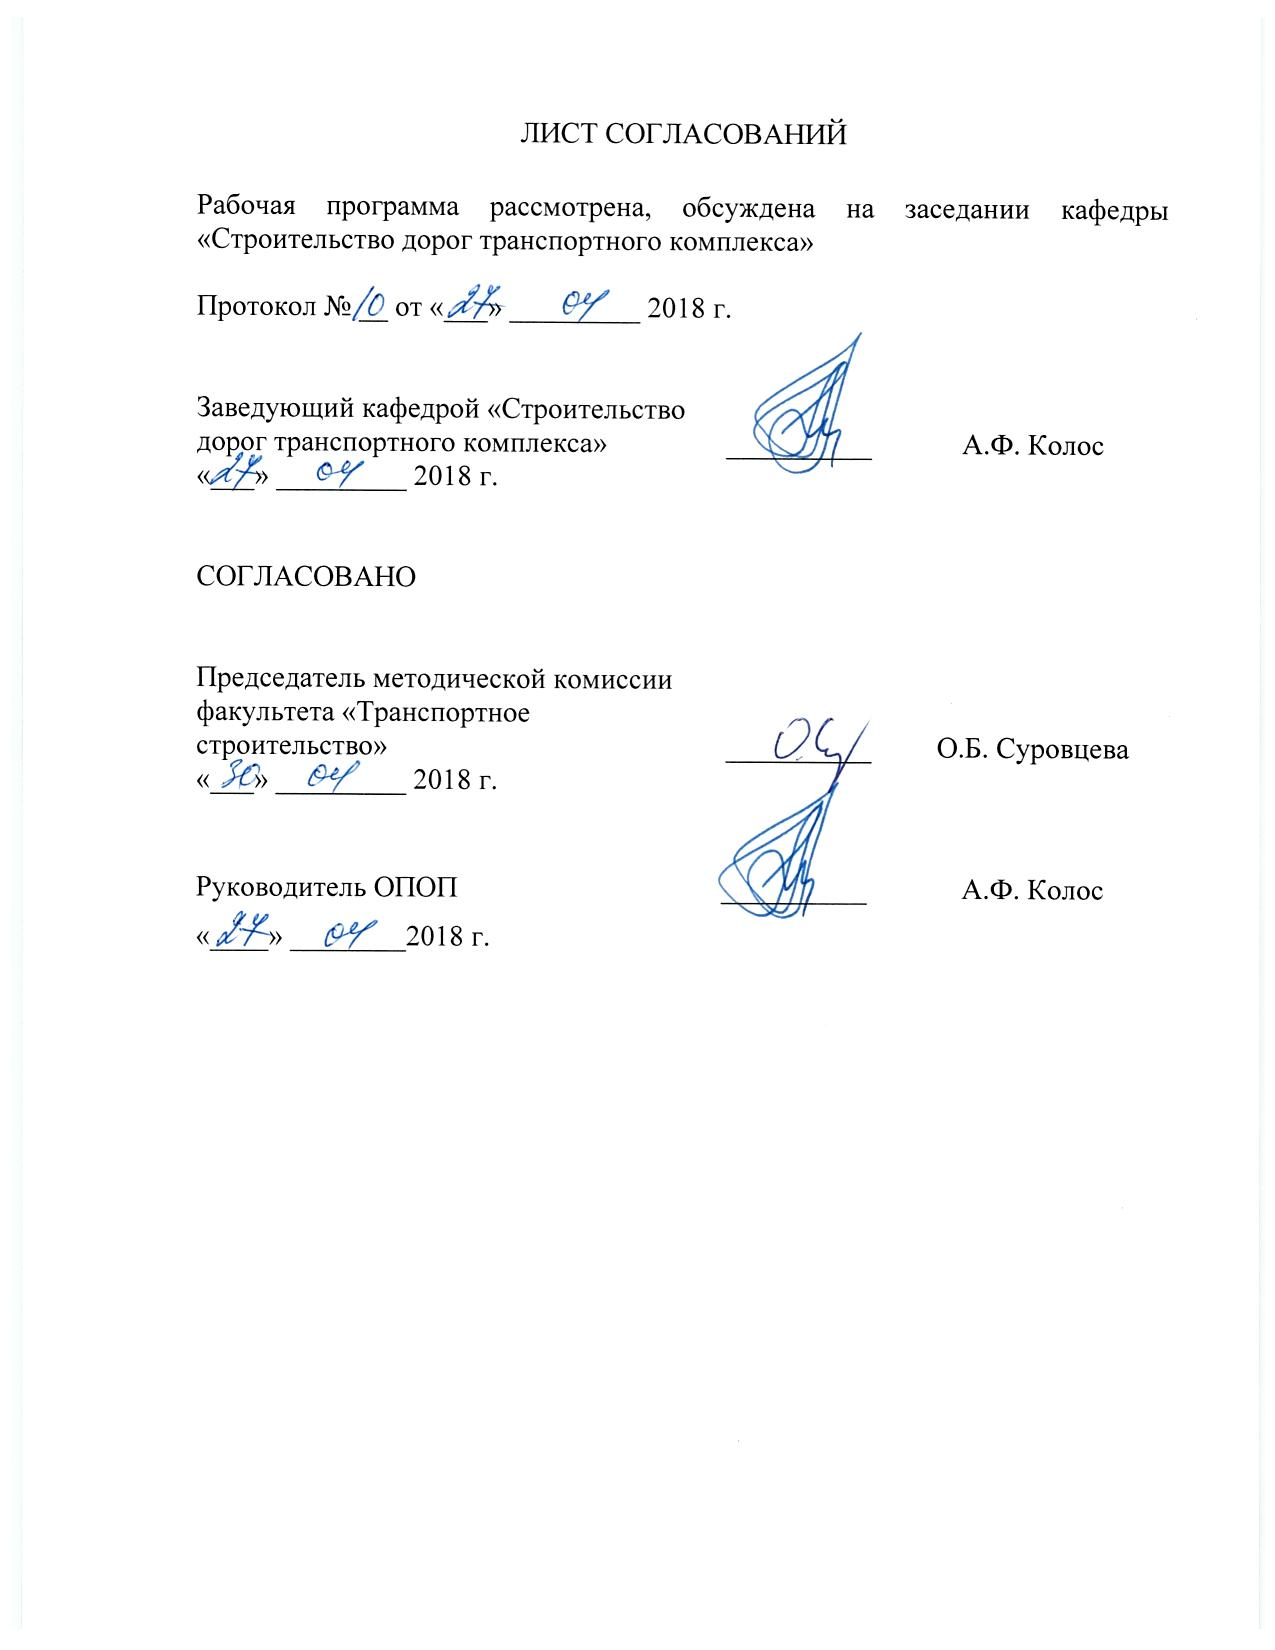 ЛИСТ СОГЛАСОВАНИЙ
Рабочая программа рассмотрена, обсуждена на заседании кафедры
«Строительство дорог транспортного комплекса»
Протокол № 10 от «27» 04 2018 г.
Заведующий кафедрой «Строительство
дорог транспортного комплекса» А.Ф. Колос
«27» 04 2018 г.
СОГЛАСОВАНО
Председатель методической комиссии
факультета «Транспортное
строительство» О.Б. Суровцева
«30» 04 2018 г.
Руководитель ОПОП А.Ф. Колос
«27» 04 2018 г.